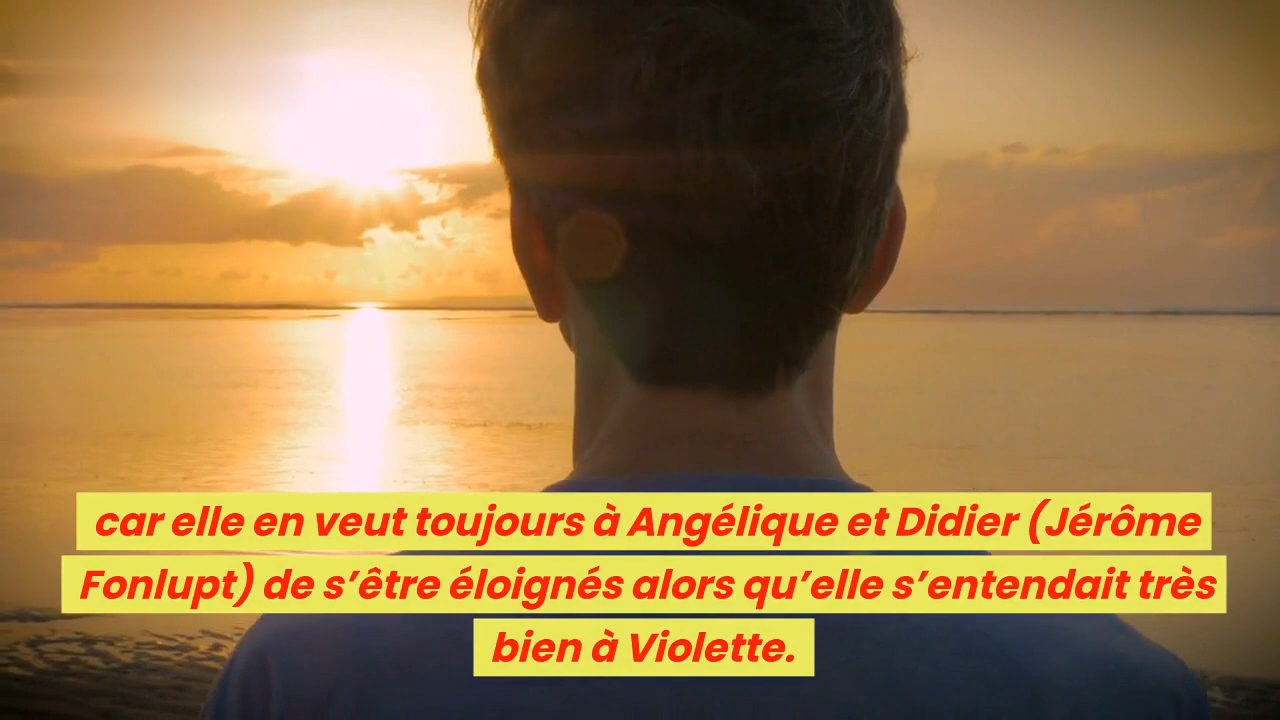 car elle en veut toujours à Angélique et Didier (Jérôme
Fonlupt) de s’être éloignés alors qu’elle s’entendait très
bien à Violette.